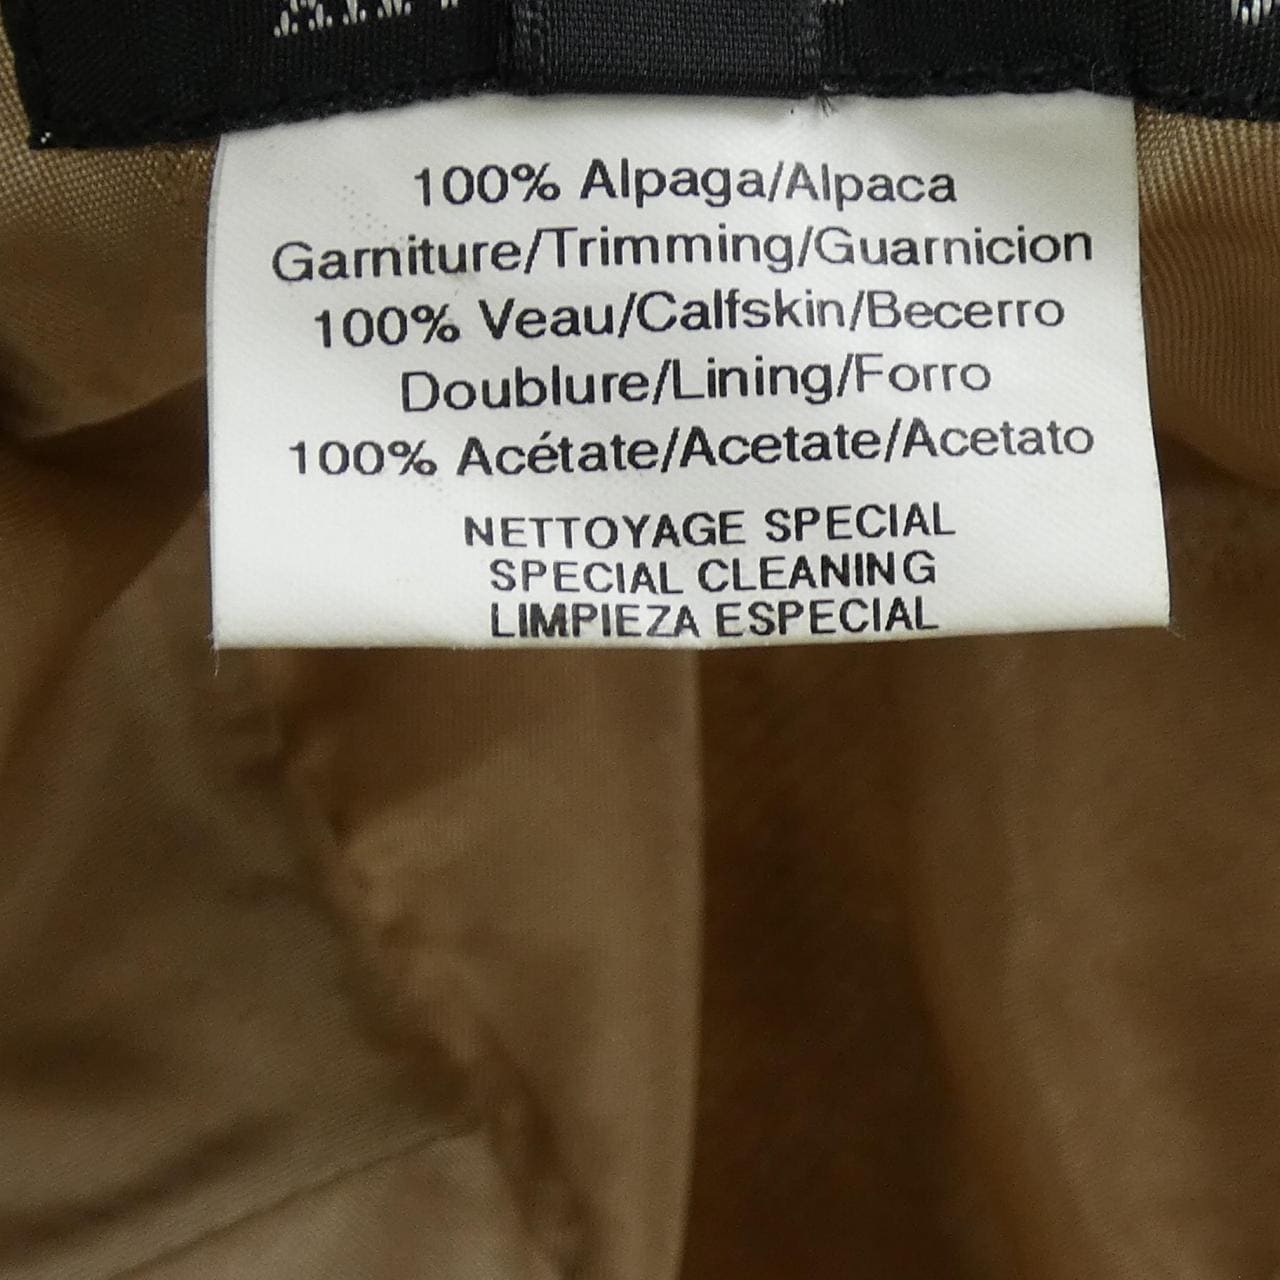 100% Alpaga/Alpaca
Garniture/Trimming/Guarnicion
100% Veau/Calfskin/Becerro
Doublure/Lining/Forro
100% Acétate/Acetate/Acetato
NETTOYAGE SPECIAL
SPECIAL CLEANING
LIMPIEZA ESPECIAL